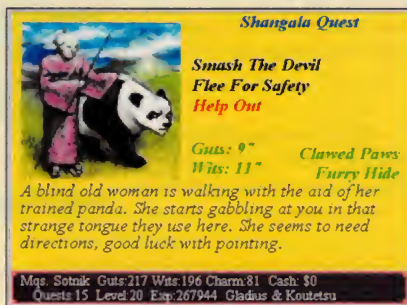 Shangala Quest
Smash The Devil
Flee For Safety
Help Out
Guts: 9~ Clawed Paws
Wits: 11~ Furry Hide
A blind old woman is walking with the aid of her
trained panda. She starts gabbling at you in that
strange tongue they use here. She seems to need
directions, good luck with pointing.
Mqs. Sotnik Guts:217 Wits:196 Charm:81 Cash: $0
Quests:15 Level:20 Exp:267944 Gladius & Koutetsu